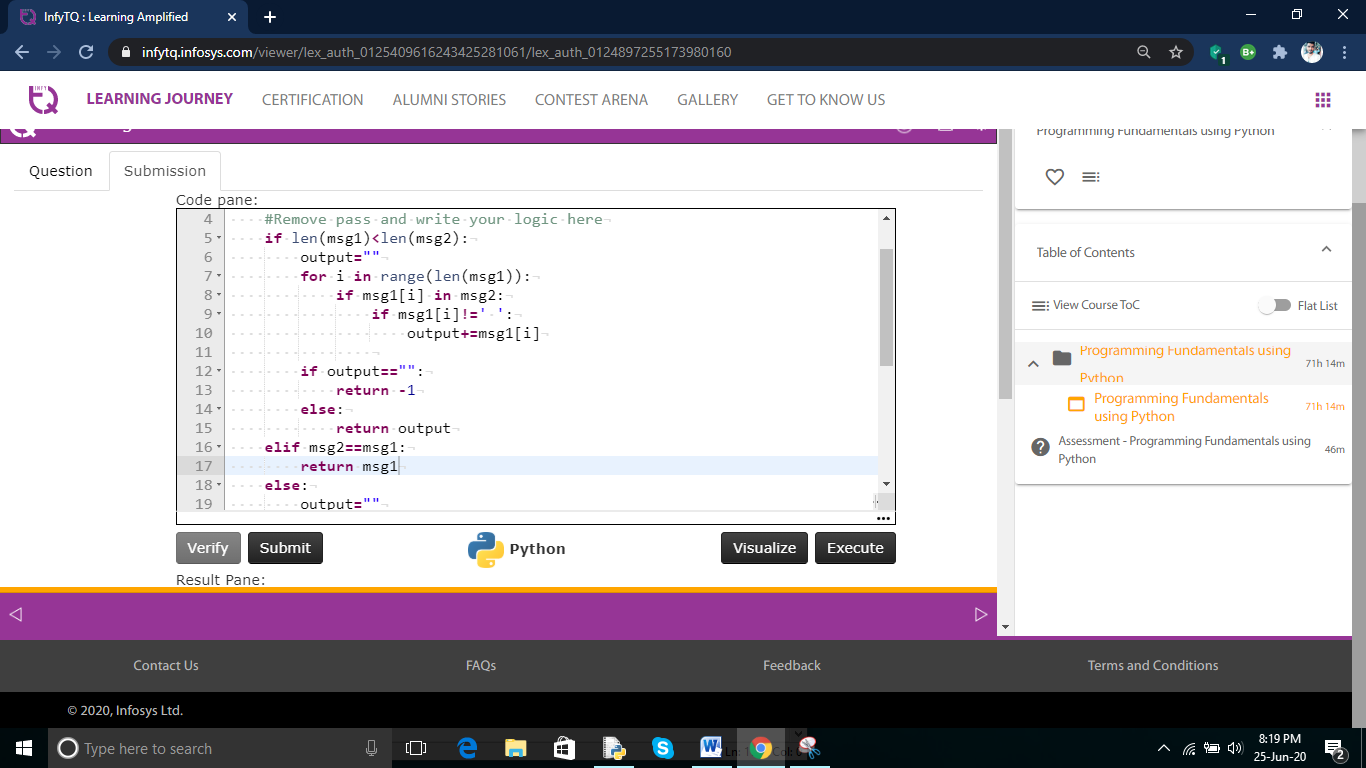 InfyTQ : Learning Amplified
infytq.infosys.com/viewer/lex_auth_0125409616243425281061/lex_auth_0124897255173980160
1
B+
LEARNING JOURNEY CERTIFICATION ALUMNI STORIES CONTEST ARENA GALLERY GET TO KNOW US
Programming Fundamentals using Python
Question Submission
Code pane:
4 #Remove pass and write your logic here
5 if len(msg1)<len(msg2):
6 output=""
7 for i in range(len(msg1)):
8 if msg1[i] in msg2:
9 if msg1[i]!=' ':
10 output+=msg1[i]
11
12 if output=="":
13 return -1
14 else:
15 return output
16 elif msg2==msg1:
17 return msg1
18 else:
19 output=""
Verify Submit Python Visualize Execute
Result Pane:
Table of Contents
View Course ToC Flat List
Programming Fundamentals using
Python
71h 14m
Programming Fundamentals
using Python
71h 14m
Assessment - Programming Fundamentals using
Python
46m
Contact Us FAQs Feedback Terms and Conditions
© 2020, Infosys Ltd.
Type here to search
8:19 PM
25-Jun-20
2